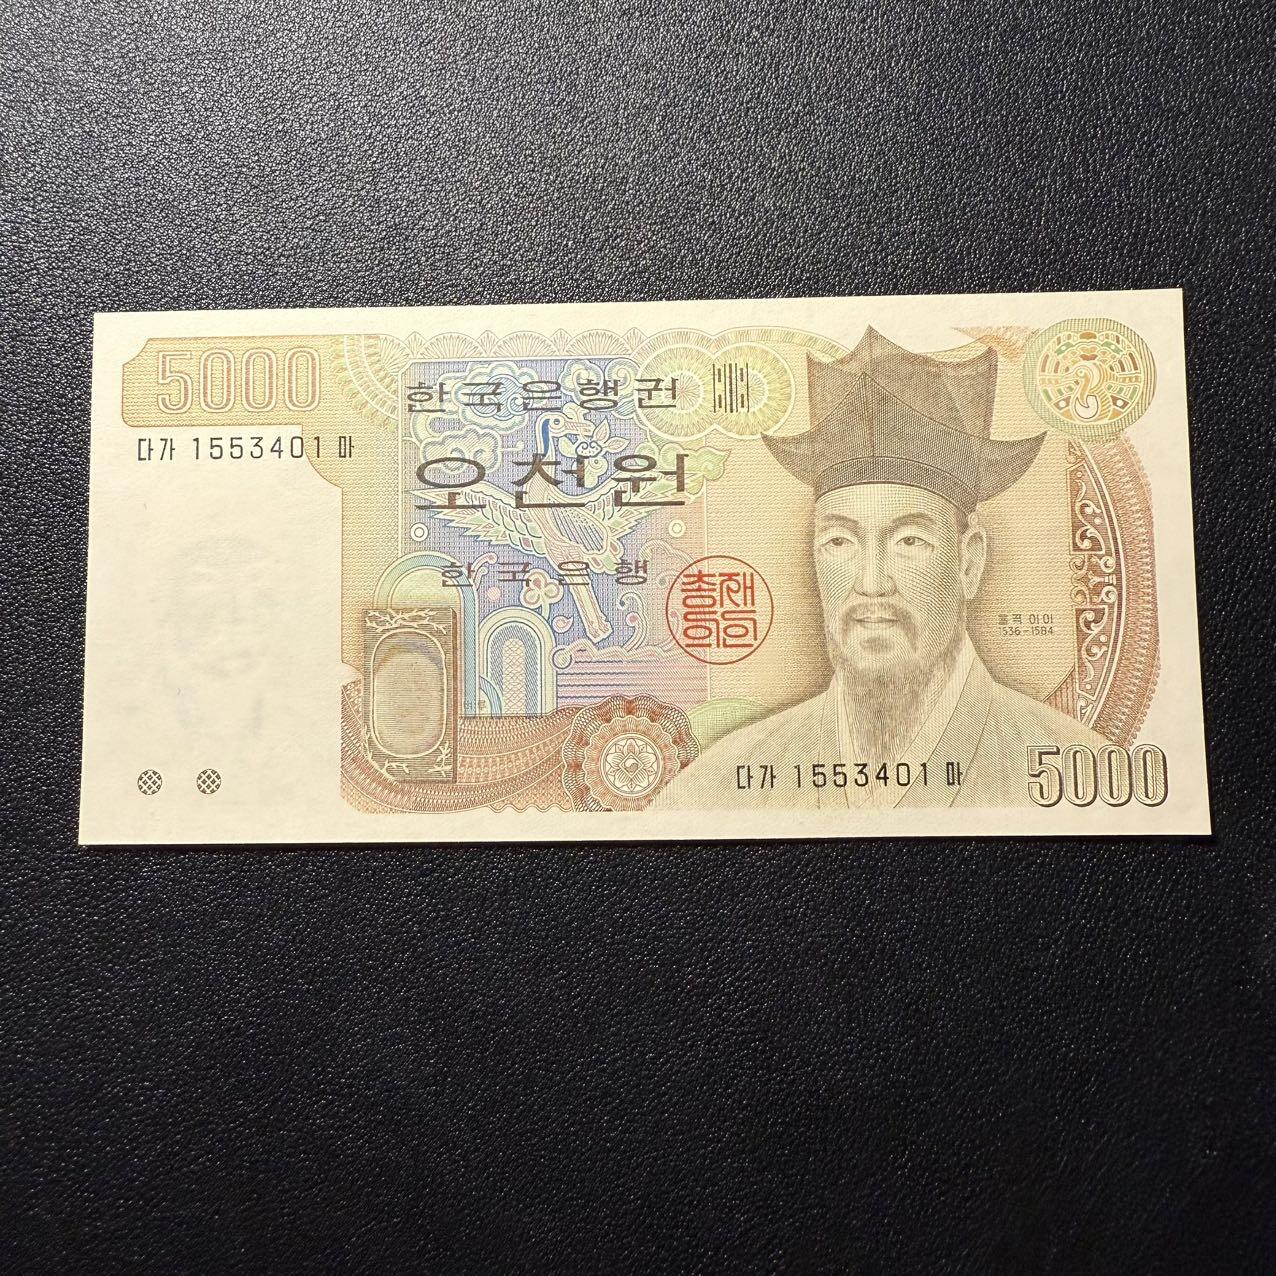 5000
한국은행권
다가 1553401 마
오천원
한국은행
총재의인
율곡 이이
1536-1584
다가 1553401 마
5000